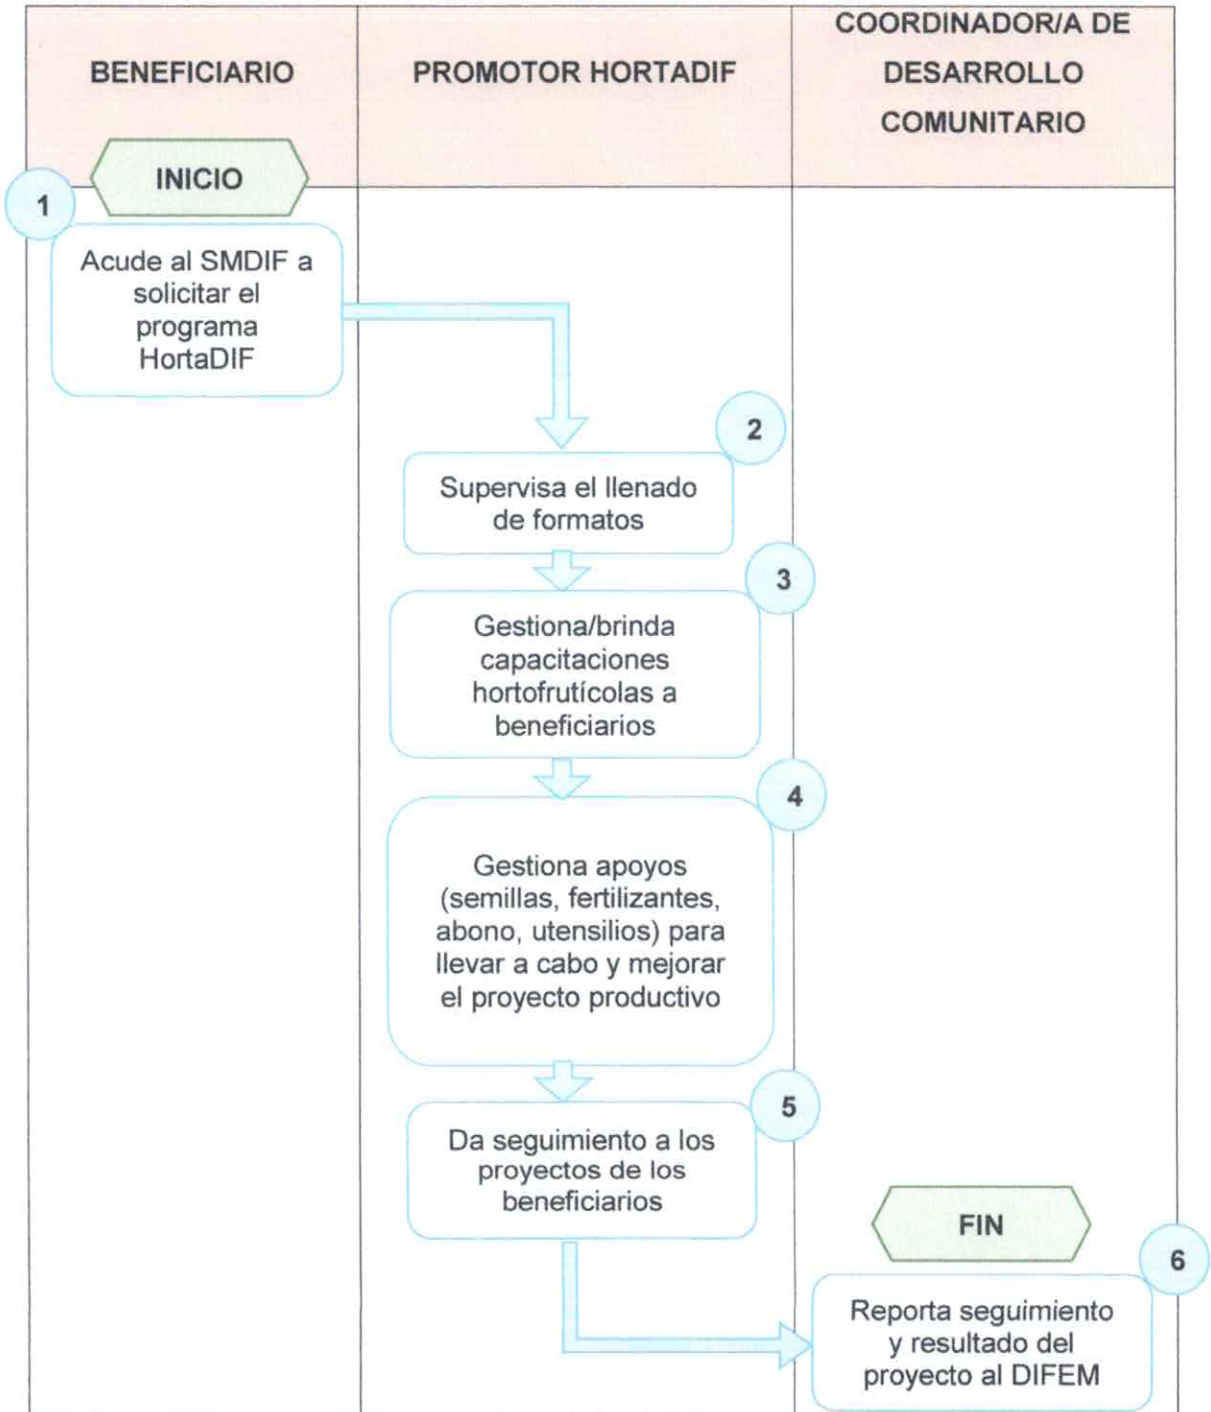 BENEFICIARIO
PROMOTOR HORTADIF
COORDINADOR/A DE
DESARROLLO
COMUNITARIO
INICIO
1
Acude al SMDIF a
solicitar el
programa
HortaDIF
2
Supervisa el llenado
de formatos
3
Gestiona/brinda
capacitaciones
hortofrutícolas a
beneficiarios
4
Gestiona apoyos
(semillas, fertilizantes,
abono, utensilios) para
llevar a cabo y mejorar
el proyecto productivo
5
Da seguimiento a los
proyectos de los
beneficiarios
FIN
6
Reporta seguimiento
y resultado del
proyecto al DIFEM